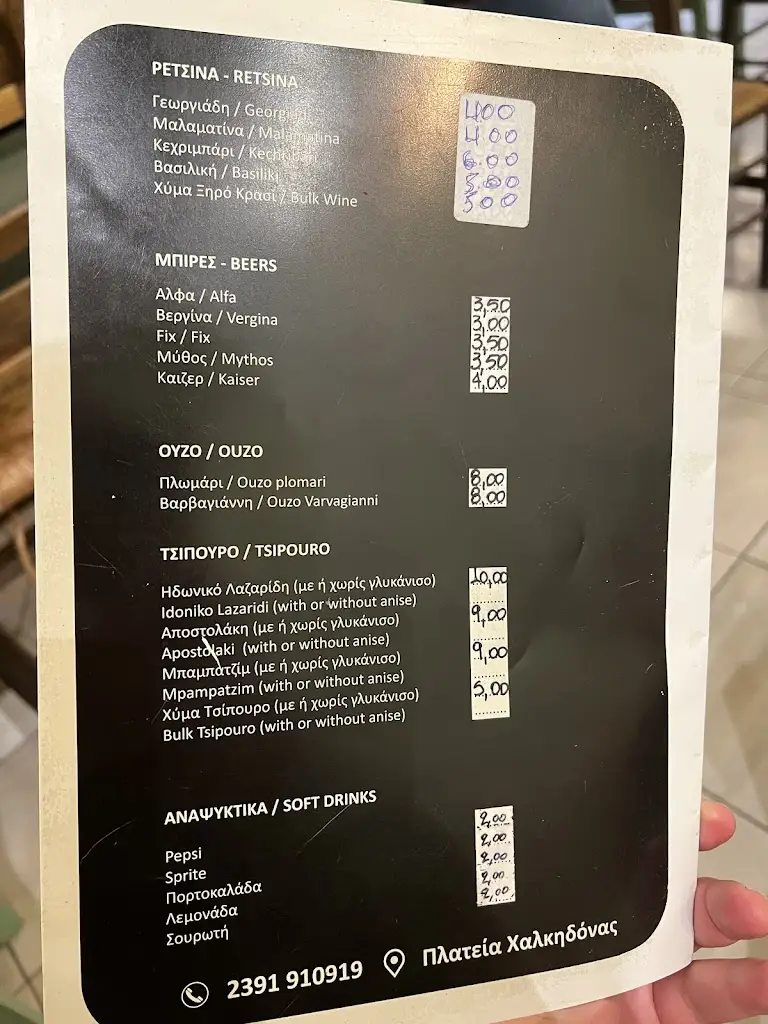 ΡΕΤΣΙΝΑ - RETSINA
Γεωργιάδη /
Μαλαματίνα / Malamatina
Κεχριμπάρι /
Βασιλική / Basiliki
Χύμα Ξηρό Κρασί / Bulk Wine
4.00
4.00
6.00
5 00
ΜΠΙΡΕΣ - BEERS
Αλφα / Alfa 3,50
Βεργίνα / Vergina 3,00
Fix / Fix 3,50
Μύθος / Mythos 3,50
Καιζερ / Kaiser 4,00
ΟΥΖΟ / OUZO
Πλωμάρι / Ouzo plomari 8,00
Βαρβαγιάννη / Ouzo Varvagianni 8.00
ΤΣΙΠΟΥΡΟ / TSIPOURO
Ηδωνικό Λαζαρίδη (με ή χωρίς γλυκάνισο) 10,00
Idoniko Lazaridi (with or without anise)
Αποστολάκη (με ή χωρίς γλυκάνισο) 9,00
Apostolaki (with or without anise)
Μπαμπατζίμ (με ή χωρίς γλυκάνισο) 9,00
Mpampatzim (with or without anise)
Χύμα Τσίπουρο (με ή χωρίς γλυκάνισο) 5,00
Bulk Tsipouro (with or without anise)
ΑΝΑΨΥΚΤΙΚΑ / SOFT DRINKS
Pepsi 2,00
Sprite 2,00
Πορτοκαλάδα 2,00
Λεμονάδα 2,00
Σουρωτή 2,00
2391 910919 Πλατεία Χαλκηδόνας